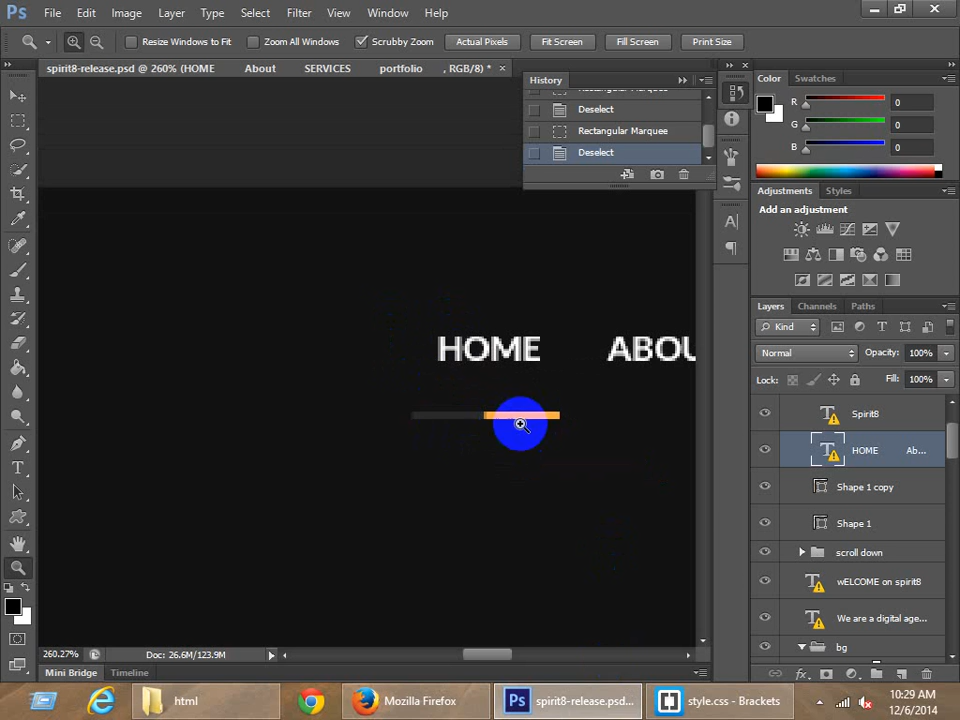 Ps File Edit Image Layer Type Select Filter View Window Help
Resize Windows to Fit Zoom All Windows Scrubby Zoom Actual Pixels Fit Screen Fill Screen Print Size
spirit8-release.psd @ 260% (HOME About SERVICES portfolio , RGB/8) *
History
Rectangular Marquee
Deselect
Rectangular Marquee
Deselect
Color Swatches
R 0
G 0
B 0
Adjustments Styles
Add an adjustment
HOME ABOU
Layers Channels Paths
Kind
Normal Opacity: 100%
Lock: Fill: 100%
Spirit8
HOME Ab...
Shape 1 copy
Shape 1
scroll down
wELCOME on spirit8
We are a digital age...
bg
260.27% Doc: 26.6M/123.9M
Mini Bridge Timeline
html Mozilla Firefox Ps spirit8-release.psd... style.css - Brackets
10:29 AM
12/6/2014